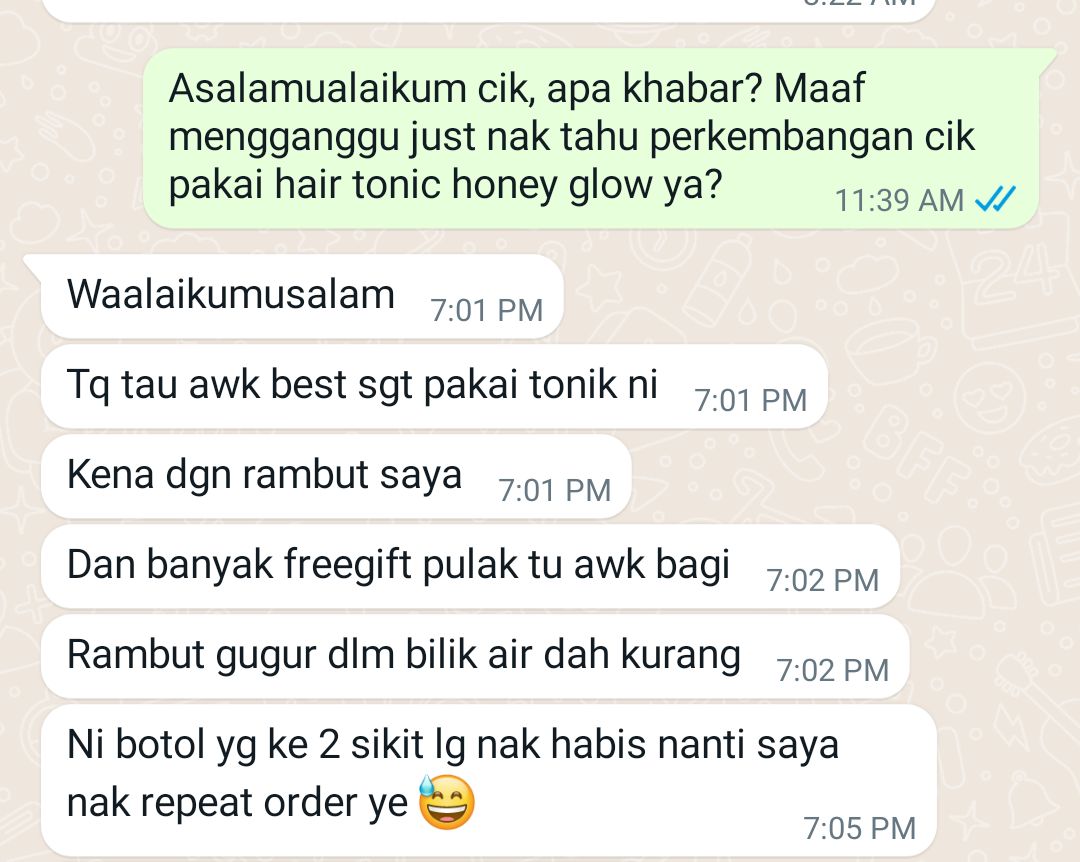 Asalamualaikum cik, apa khabar? Maaf
mengganggu just nak tahu perkembangan cik
pakai hair tonic honey glow ya?
11:39 AM
Waalaikumusalam
7:01 PM
Tq tau awk best sgt pakai tonik ni
7:01 PM
Kena dgn rambut saya
7:01 PM
Dan banyak freegift pulak tu awk bagi
7:02 PM
Rambut gugur dlm bilik air dah kurang
7:02 PM
Ni botol yg ke 2 sikit lg nak habis nanti saya
nak repeat order ye 😅
7:05 PM